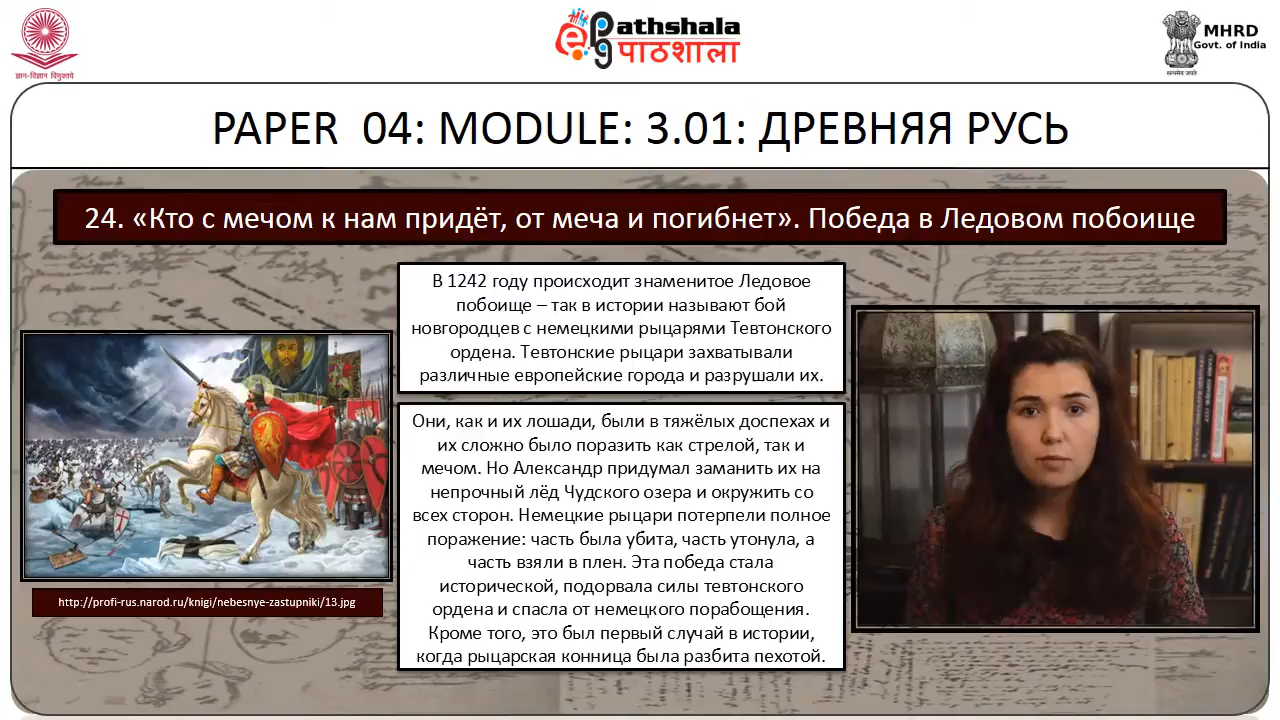 ज्ञान-विज्ञान विमुक्तये
ePg Pathshala
पाठशाला
MHRD
Govt. of India
सत्यमेव जयते
PAPER 04: MODULE: 3.01: ДРЕВНЯЯ РУСЬ
24. «Кто с мечом к нам придёт, от меча и погибнет». Победа в Ледовом побоище
В 1242 году происходит знаменитое Ледовое
побоище – так в истории называют бой
новгородцев с немецкими рыцарями Тевтонского
ордена. Тевтонские рыцари захватывали
различные европейские города и разрушали их.
Они, как и их лошади, были в тяжёлых доспехах и
их сложно было поразить как стрелой, так и
мечом. Но Александр придумал заманить их на
непрочный лёд Чудского озера и окружить со
всех сторон. Немецкие рыцари потерпели полное
поражение: часть была убита, часть утонула, а
часть взяли в плен. Эта победа стала
исторической, подорвала силы тевтонского
ордена и спасла от немецкого порабощения.
Кроме того, это был первый случай в истории,
когда рыцарская конница была разбита пехотой.
http://profi-rus.narod.ru/knigi/nebesnye-zastupniki/13.jpg